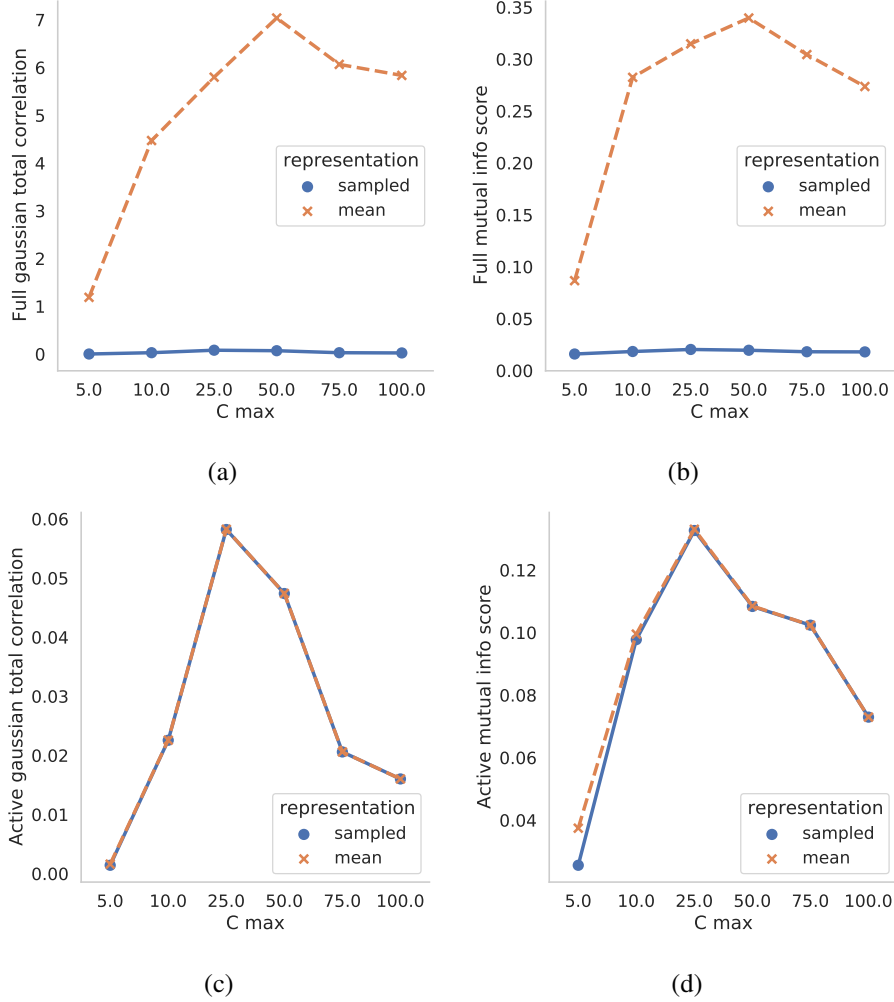 Full gaussian total correlation
7
6
5
4
3
2
1
0
representation
sampled
mean
5.0 10.0 25.0 50.0 75.0 100.0
C max
(a)
Full mutual info score
0.35
0.30
0.25
0.20
0.15
0.10
0.05
0.00
representation
sampled
mean
5.0 10.0 25.0 50.0 75.0 100.0
C max
(b)
Active gaussian total correlation
0.06
0.05
0.04
0.03
0.02
0.01
0.00
representation
sampled
mean
5.0 10.0 25.0 50.0 75.0 100.0
C max
(c)
Active mutual info score
0.12
0.10
0.08
0.06
0.04
representation
sampled
mean
5.0 10.0 25.0 50.0 75.0 100.0
C max
(d)